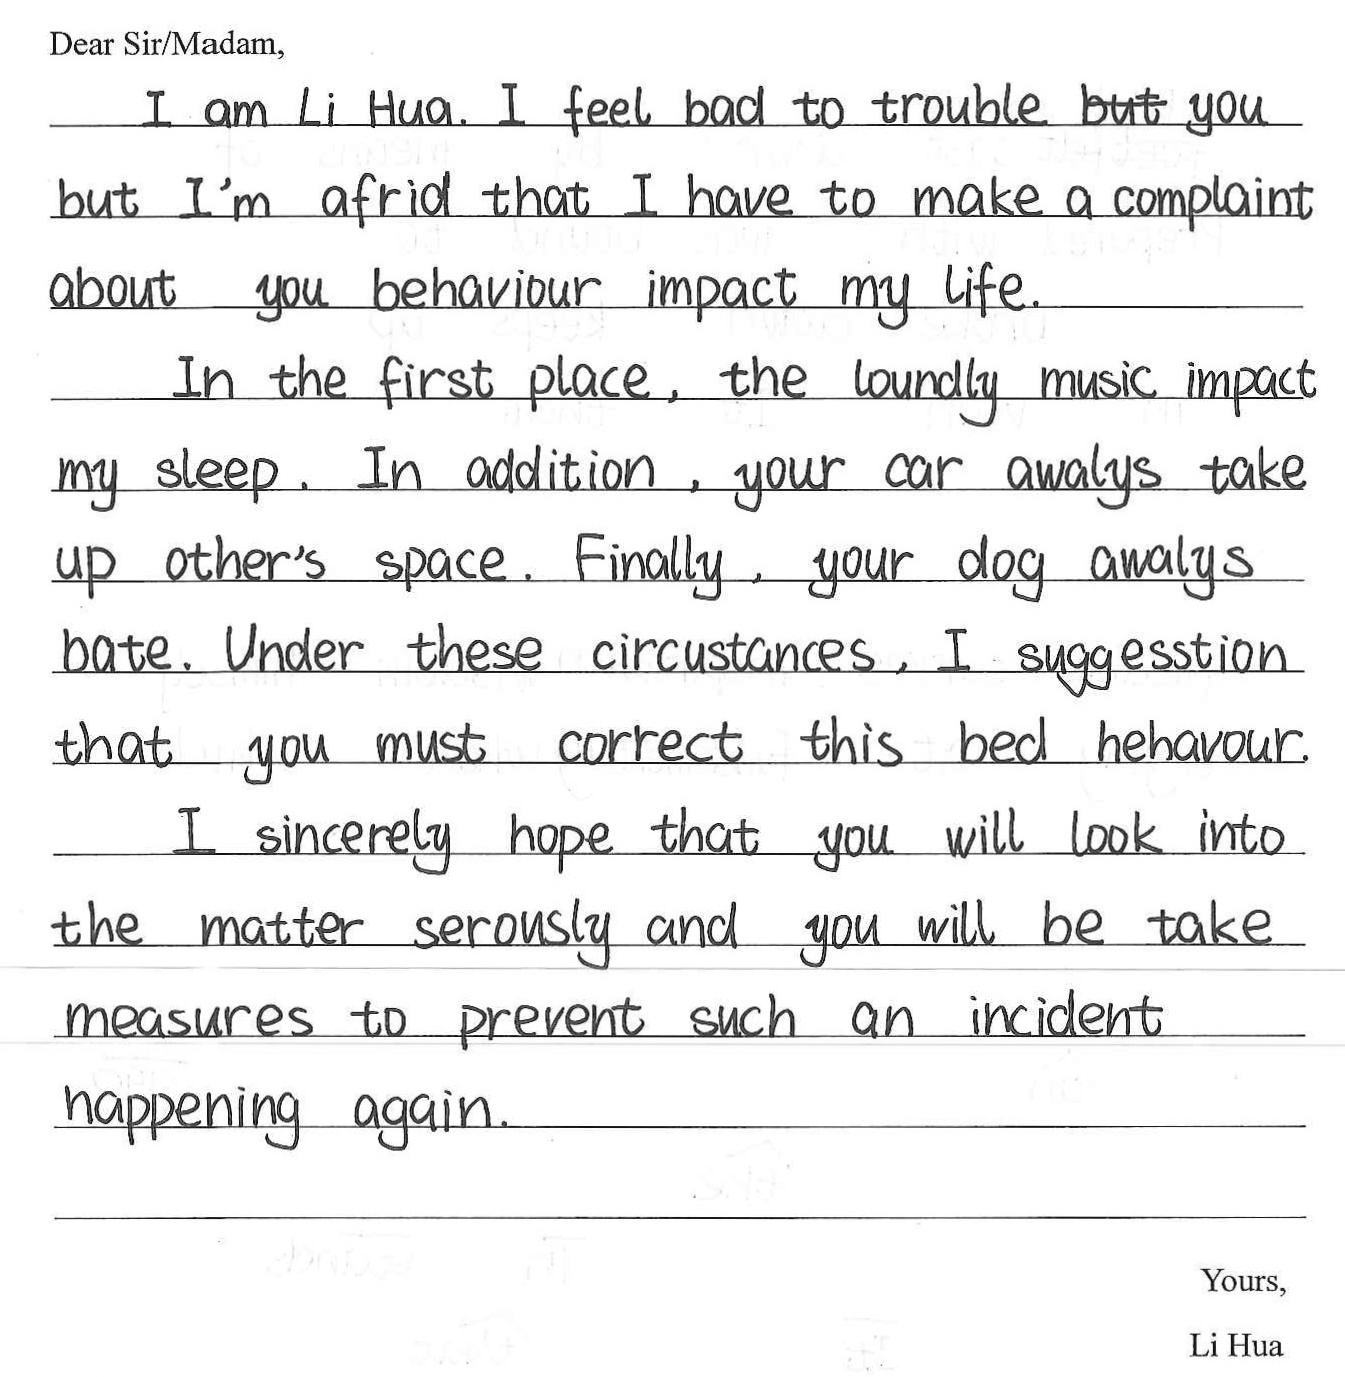 Dear Sir/Madam,
I am Li Hua. I feel bad to trouble but you
but I'm afrid that I have to make a complaint
about you behaviour impact my life.
In the first place, the loundly music impact
my sleep. In addition, your car awalys take
up other's space. Finally, your dog awalys
bate. Under these circustances, I suggesstion
that you must correct this bed hehavour.
I sincerely hope that you will look into
the matter serously and you will be take
measures to prevent such an incident
happening again.
Yours,
Li Hua